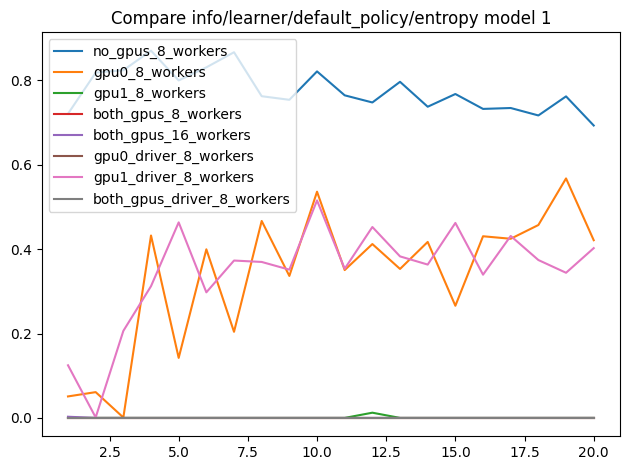 Compare info/learner/default_policy/entropy model 1
no_gpus_8_workers
gpu0_8_workers
gpu1_8_workers
both_gpus_8_workers
both_gpus_16_workers
gpu0_driver_8_workers
gpu1_driver_8_workers
both_gpus_driver_8_workers
0.8
0.6
0.4
0.2
0.0
2.5 5.0 7.5 10.0 12.5 15.0 17.5 20.0